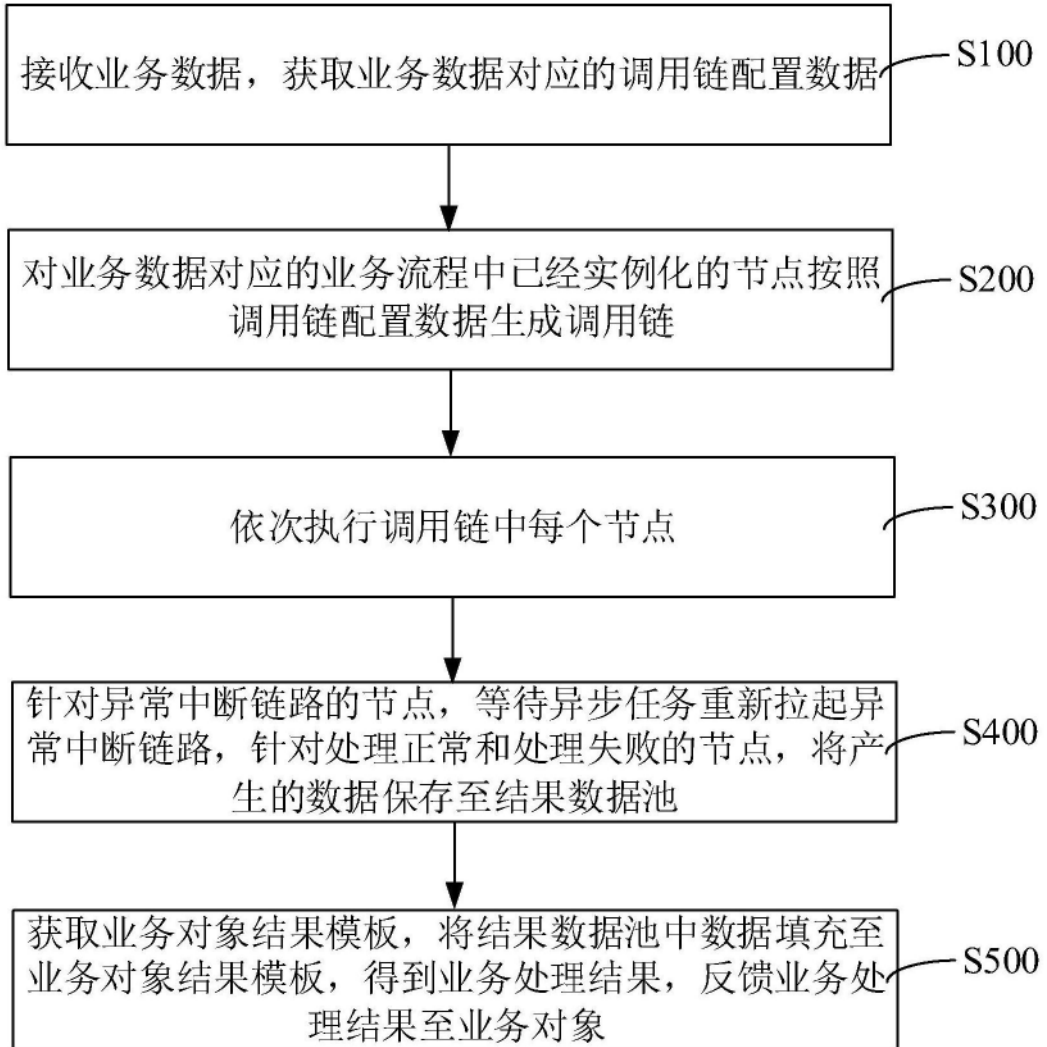 接收业务数据，获取业务数据对应的调用链配置数据
S100
对业务数据对应的业务流程中已经实例化的节点按照
调用链配置数据生成调用链
S200
依次执行调用链中每个节点
S300
针对异常中断链路的节点，等待异步任务重新拉起异
常中断链路，针对处理正常和处理失败的节点，将产
生的数据保存至结果数据池
S400
获取业务对象结果模板，将结果数据池中数据填充至
业务对象结果模板，得到业务处理结果，反馈业务处
理结果至业务对象
S500